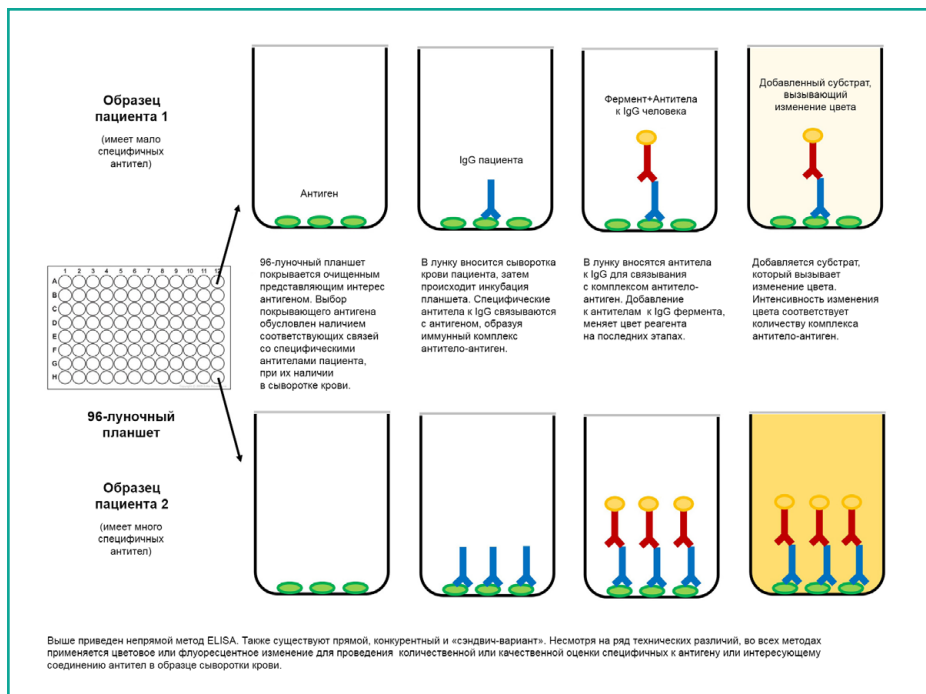 Образец
пациента 1
(имеет мало
специфичных
антител)
Антиген
IgG пациента
Фермент+Антитела
к IgG человека
Добавленный субстрат,
вызывающий
изменение цвета
96-луночный планшет
покрывается очищенным
представляющим интерес
антигеном. Выбор
покрывающего антигена
обусловлен наличием
соответствующих связей
со специфическими
антителами пациента,
при их наличии
в сыворотке крови.
В лунку вносится сыворотка
крови пациента, затем
происходит инкубация
планшета. Специфические
антитела к IgG связываются
с антигеном, образуя
иммунный комплекс
антитело-антиген.
В лунку вносятся антитела
к IgG для связывания
с комплексом антитело-
антиген. Добавление
к антителам к IgG фермента,
меняет цвет реагента
на последних этапах.
Добавляется субстрат,
который вызывает
изменение цвета.
Интенсивность изменения
цвета соответствует
количеству комплекса
антитело-антиген.
1 2 3 4 5 6 7 8 9 10 11 12
A
B
C
D
E
F
G
H
96-луночный
планшет
Образец
пациента 2
(имеет много
специфичных
антител)
Выше приведен непрямой метод ELISA. Также существуют прямой, конкурентный и «сэндвич-вариант». Несмотря на ряд технических различий, во всех методах
применяется цветовое или флуоресцентное изменение для проведения количественной или качественной оценки специфичных к антигену или интересующему
соединению антител в образце сыворотки крови.